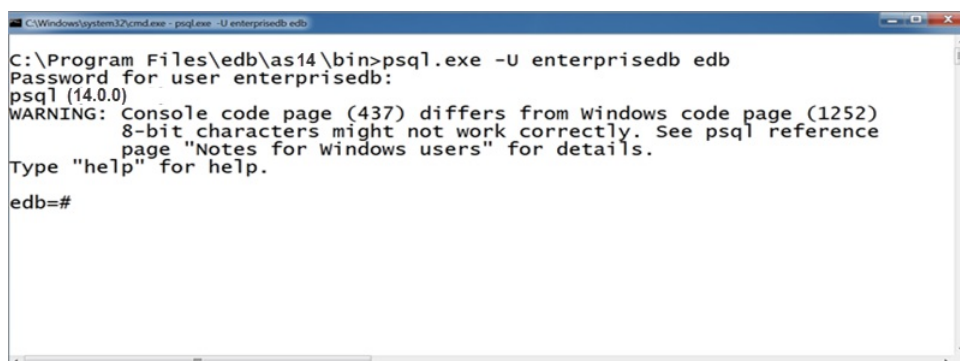 C:\Windows\system32\cmd.exe - psql.exe -U enterprisedb edb
C:\Program Files\edb\as14\bin>psql.exe -U enterprisedb edb
Password for user enterprisedb:
psql (14.0.0)
WARNING: Console code page (437) differs from Windows code page (1252)
8-bit characters might not work correctly. See psql reference
page "Notes for Windows users" for details.
Type "help" for help.
edb=#